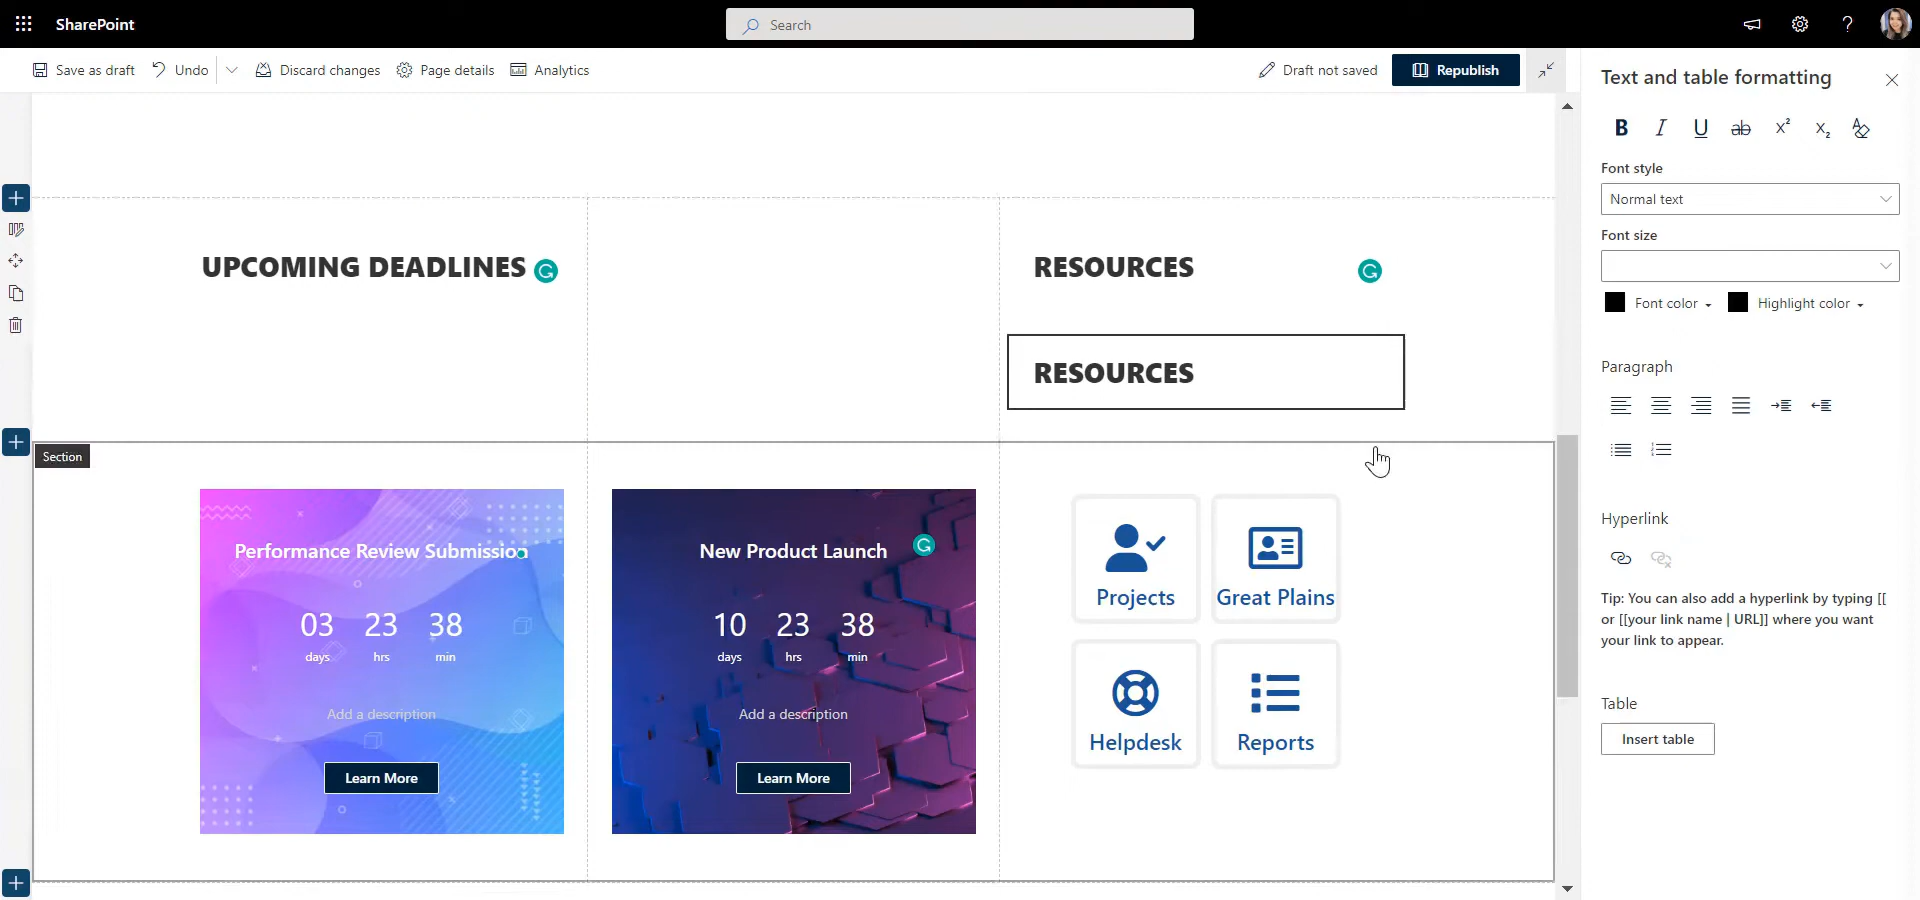 SharePoint
Search
Save as draft
Undo
Discard changes
Page details
Analytics
Draft not saved
Republish
Text and table formatting
B I U ab x² x₂ A
Font style
Normal text
Font size
Font color
Highlight color
Paragraph
Hyperlink
Tip: You can also add a hyperlink by typing [[
or [[your link name | URL]] where you want
your link to appear.
Table
Insert table
UPCOMING DEADLINES
RESOURCES
RESOURCES
Section
Performance Review Submission
03 23 38
days hrs min
Add a description
Learn More
New Product Launch
10 23 38
days hrs min
Add a description
Learn More
Projects
Great Plains
Helpdesk
Reports